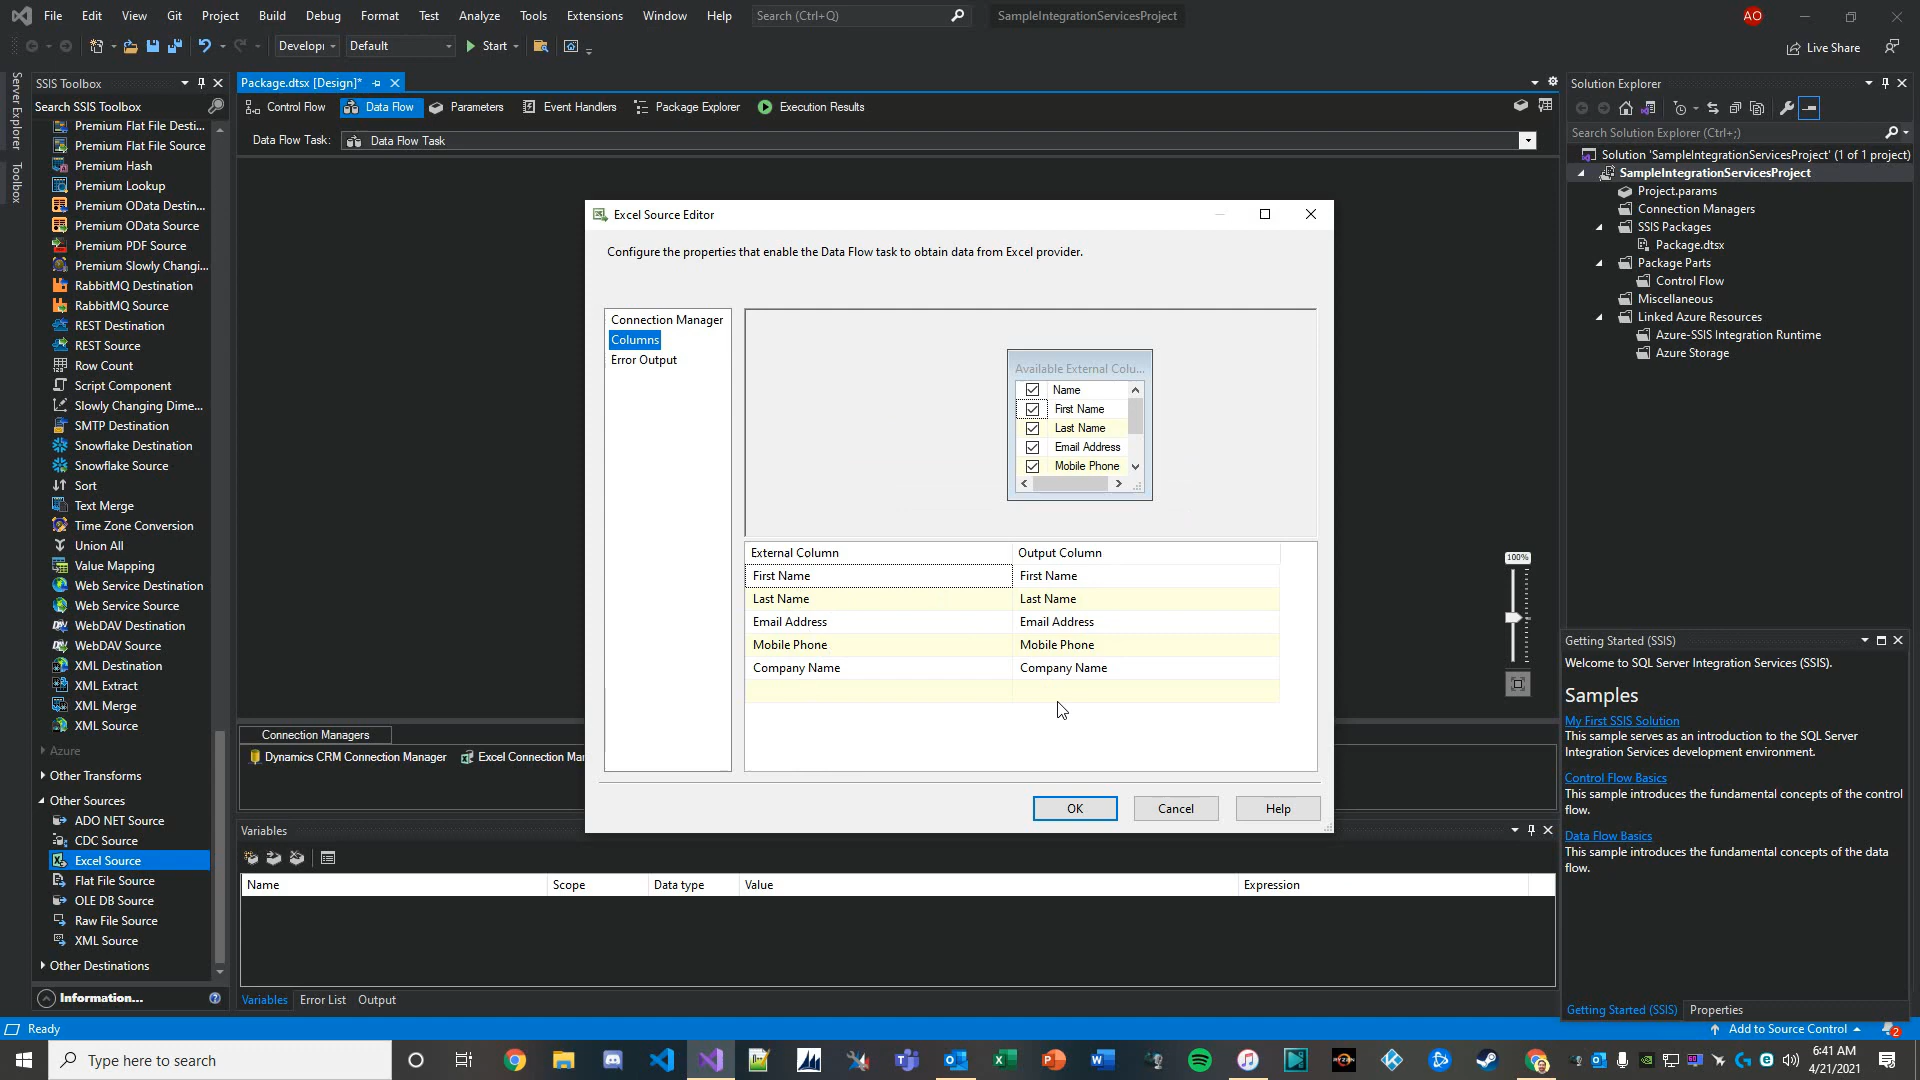 File Edit View Git Project Build Debug Format Test Analyze Tools Extensions Window Help Search (Ctrl+Q) SampleIntegrationServicesProject AO
Developı Default Start Live Share
Server Explorer
Toolbox
SSIS Toolbox
Search SSIS Toolbox
Premium Flat File Desti...
Premium Flat File Source
Premium Hash
Premium Lookup
Premium OData Destin...
Premium OData Source
Premium PDF Source
Premium Slowly Changi...
RabbitMQ Destination
RabbitMQ Source
REST Destination
REST Source
Row Count
Script Component
Slowly Changing Dime...
SMTP Destination
Snowflake Destination
Snowflake Source
Sort
Text Merge
Time Zone Conversion
Union All
Value Mapping
Web Service Destination
Web Service Source
WebDAV Destination
WebDAV Source
XML Destination
XML Extract
XML Merge
XML Source
Azure
Other Transforms
Other Sources
ADO NET Source
CDC Source
Excel Source
Flat File Source
OLE DB Source
Raw File Source
XML Source
Other Destinations
Information...
Package.dtsx [Design]*
Control Flow Data Flow Parameters Event Handlers Package Explorer Execution Results
Data Flow Task: Data Flow Task
Excel Source Editor
Configure the properties that enable the Data Flow task to obtain data from Excel provider.
Connection Manager
Columns
Error Output
Available External Colu...
Name
First Name
Last Name
Email Address
Mobile Phone
External Column Output Column
First Name First Name
Last Name Last Name
Email Address Email Address
Mobile Phone Mobile Phone
Company Name Company Name
OK Cancel Help
100%
Connection Managers
Dynamics CRM Connection Manager Excel Connection Mar
Variables
Name Scope Data type Value Expression
Variables Error List Output
Solution Explorer
Search Solution Explorer (Ctrl+;)
Solution 'SampleIntegrationServicesProject' (1 of 1 project)
SampleIntegrationServicesProject
Project.params
Connection Managers
SSIS Packages
Package.dtsx
Package Parts
Control Flow
Miscellaneous
Linked Azure Resources
Azure-SSIS Integration Runtime
Azure Storage
Getting Started (SSIS)
Welcome to SQL Server Integration Services (SSIS).
Samples
My First SSIS Solution
This sample serves as an introduction to the SQL Server
Integration Services development environment.
Control Flow Basics
This sample introduces the fundamental concepts of the control
flow.
Data Flow Basics
This sample introduces the fundamental concepts of the data
flow.
Getting Started (SSIS) Properties
Ready Add to Source Control 2
Type here to search
6:41 AM
4/21/2021